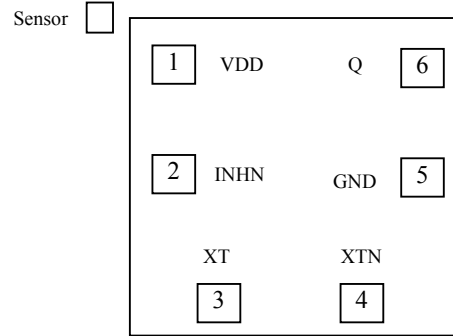 Sensor
1 VDD Q 6
2 INHN GND 5
XT XTN
3 4